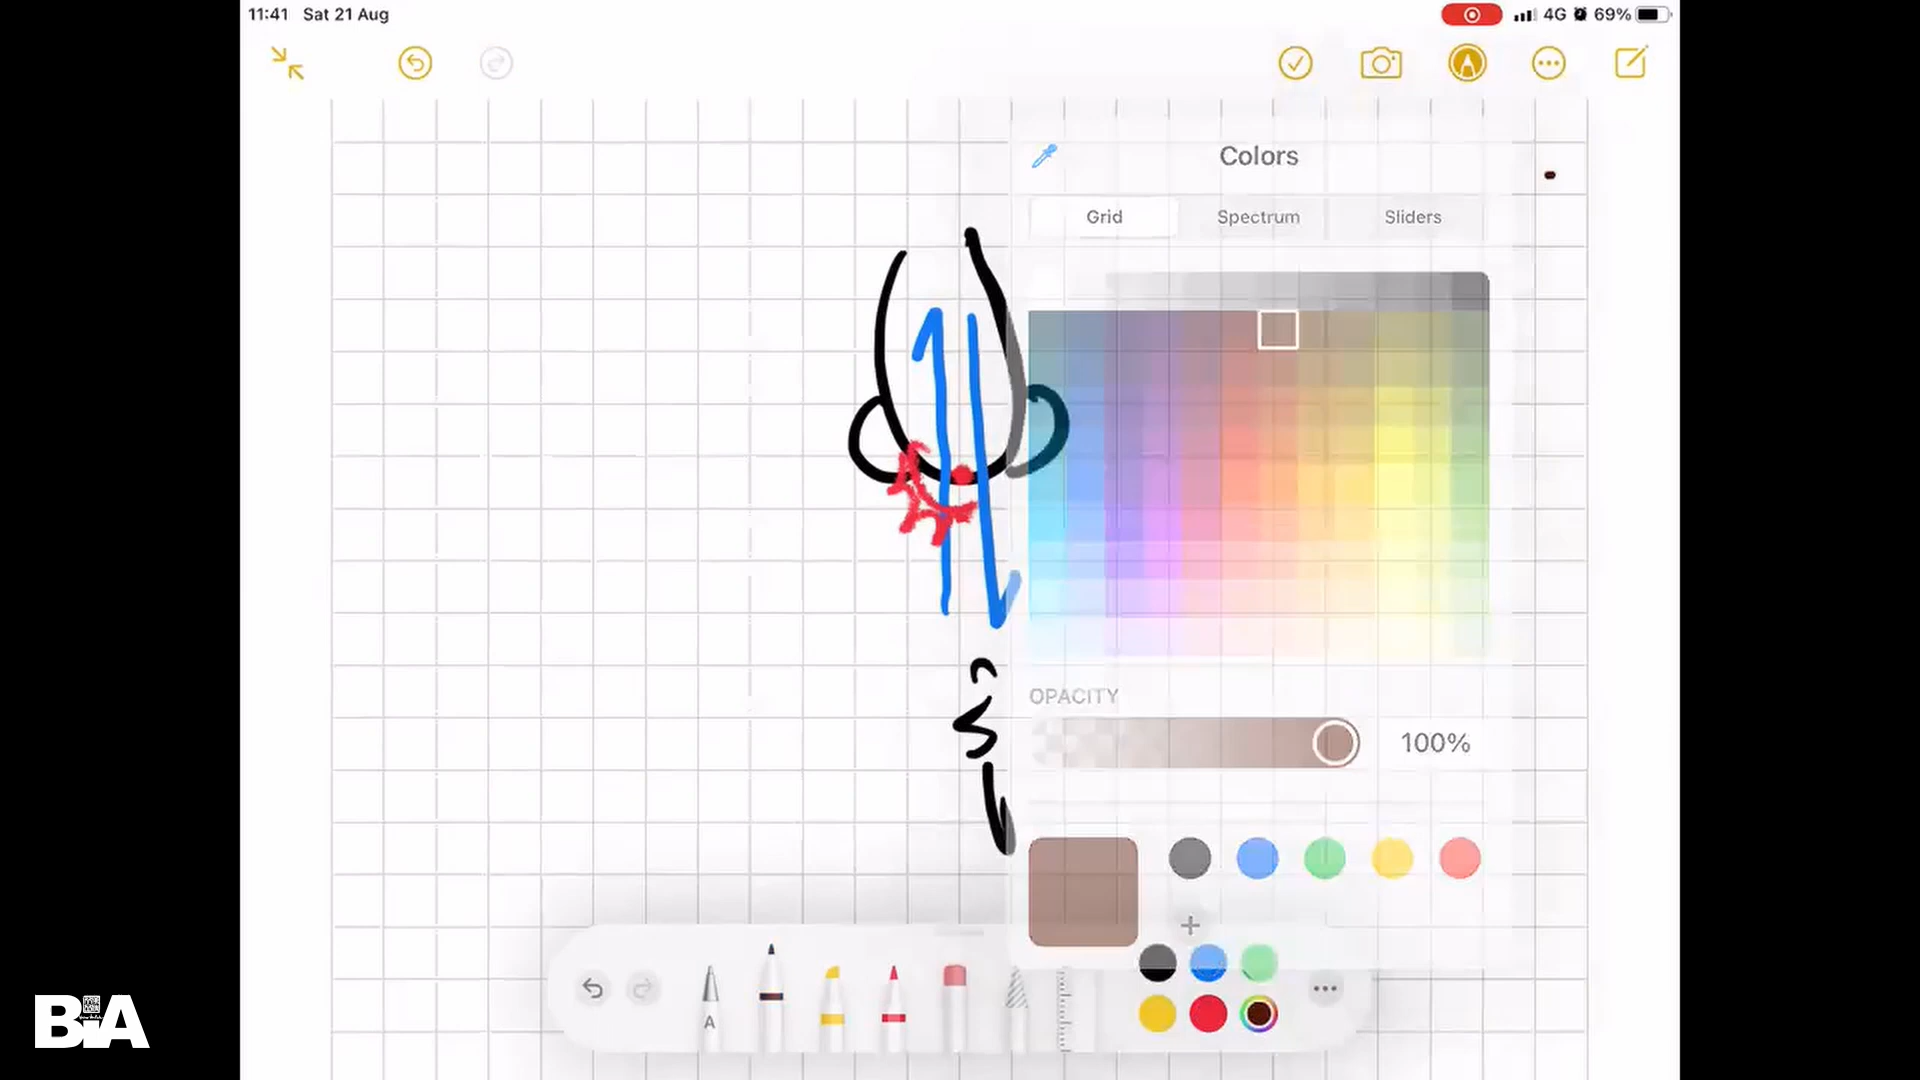 11:41 Sat 21 Aug
4G 69%
Colors
Grid Spectrum Sliders
OPACITY
100%
A
BiA